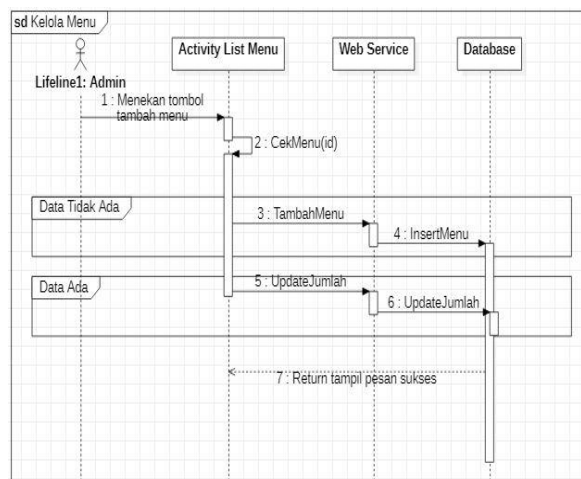 sd Kelola Menu
Activity List Menu
Web Service
Database
Lifeline1: Admin
1 : Menekan tombol
tambah menu
2 : CekMenu(id)
Data Tidak Ada
3 : TambahMenu
4 : InsertMenu
Data Ada
5 : UpdateJumlah
6 : UpdateJumlah
7 : Return tampil pesan sukses